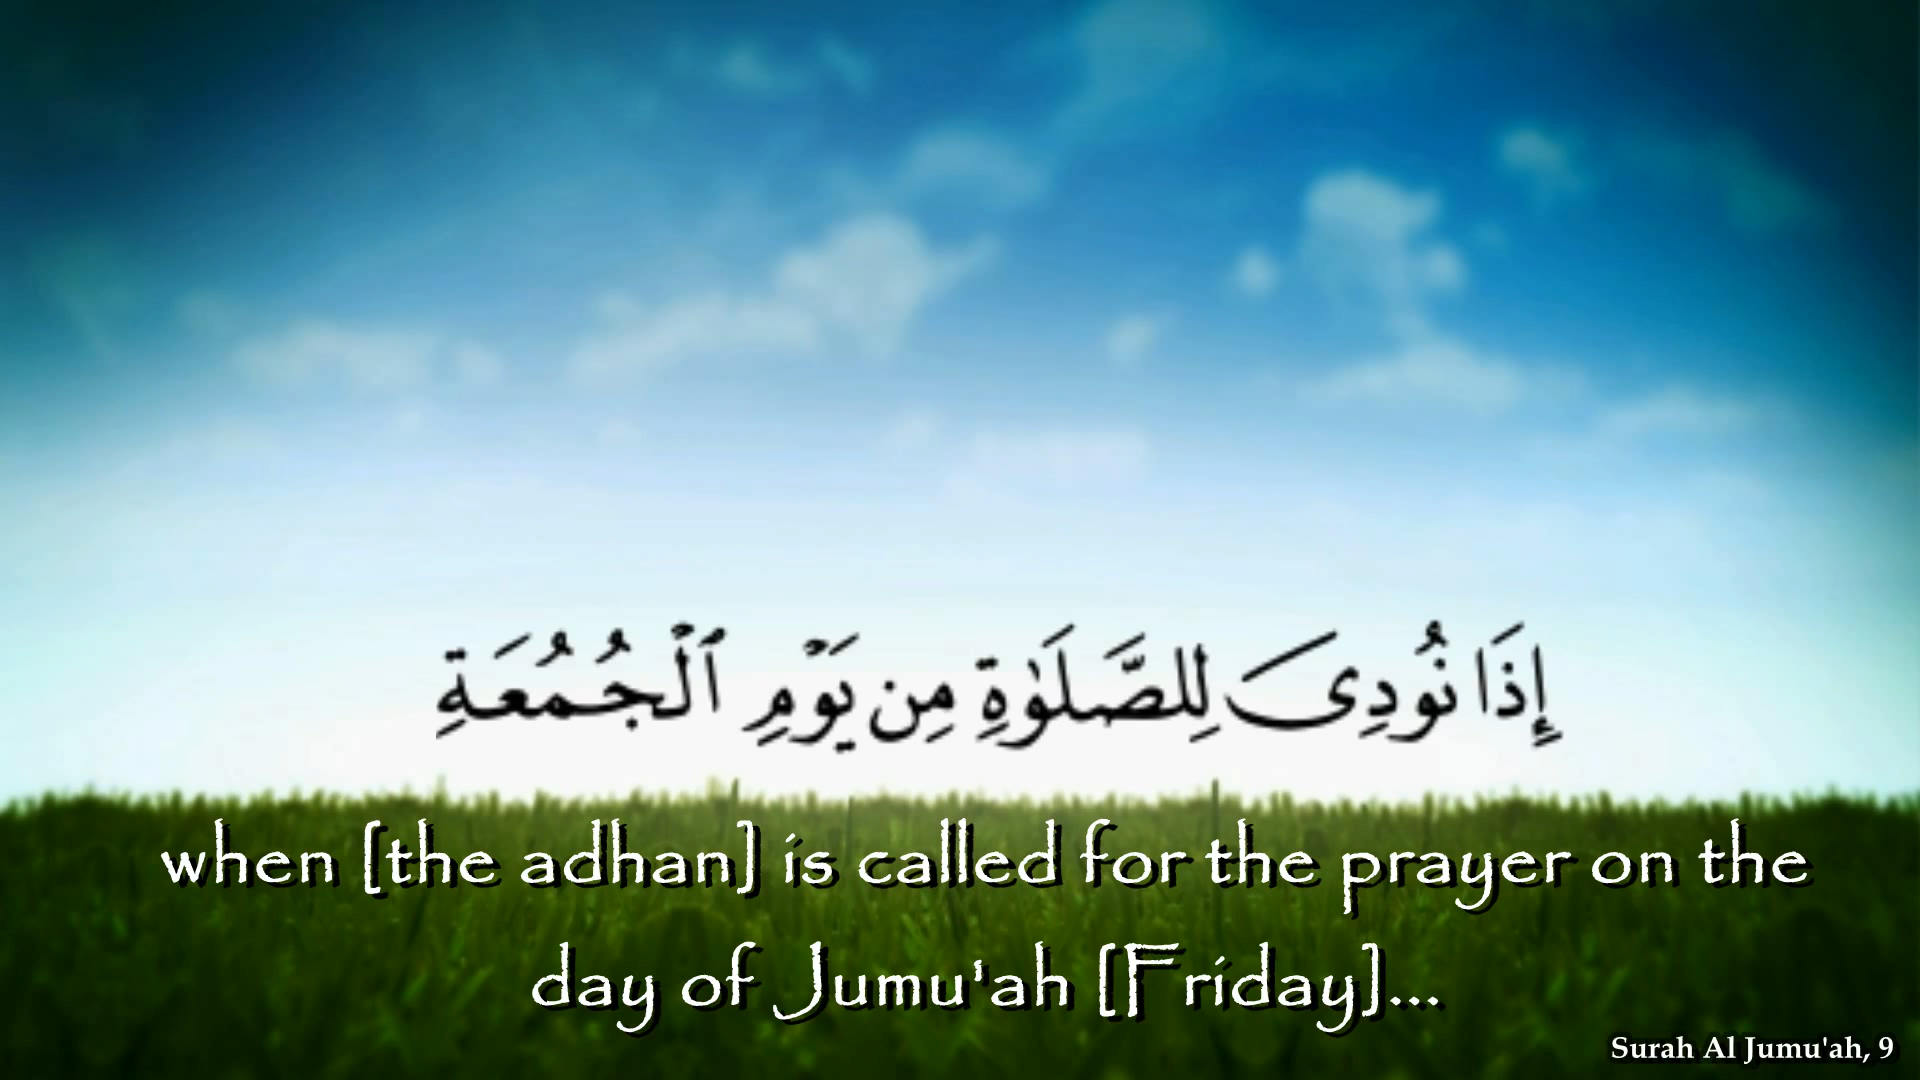 إِذَا نُودِىَ لِلصَّلَوٰةِ مِن يَوْمِ ٱلْجُمُعَةِ
when [the adhan] is called for the prayer on the
day of Jumu'ah [Friday]...
Surah Al Jumu'ah, 9